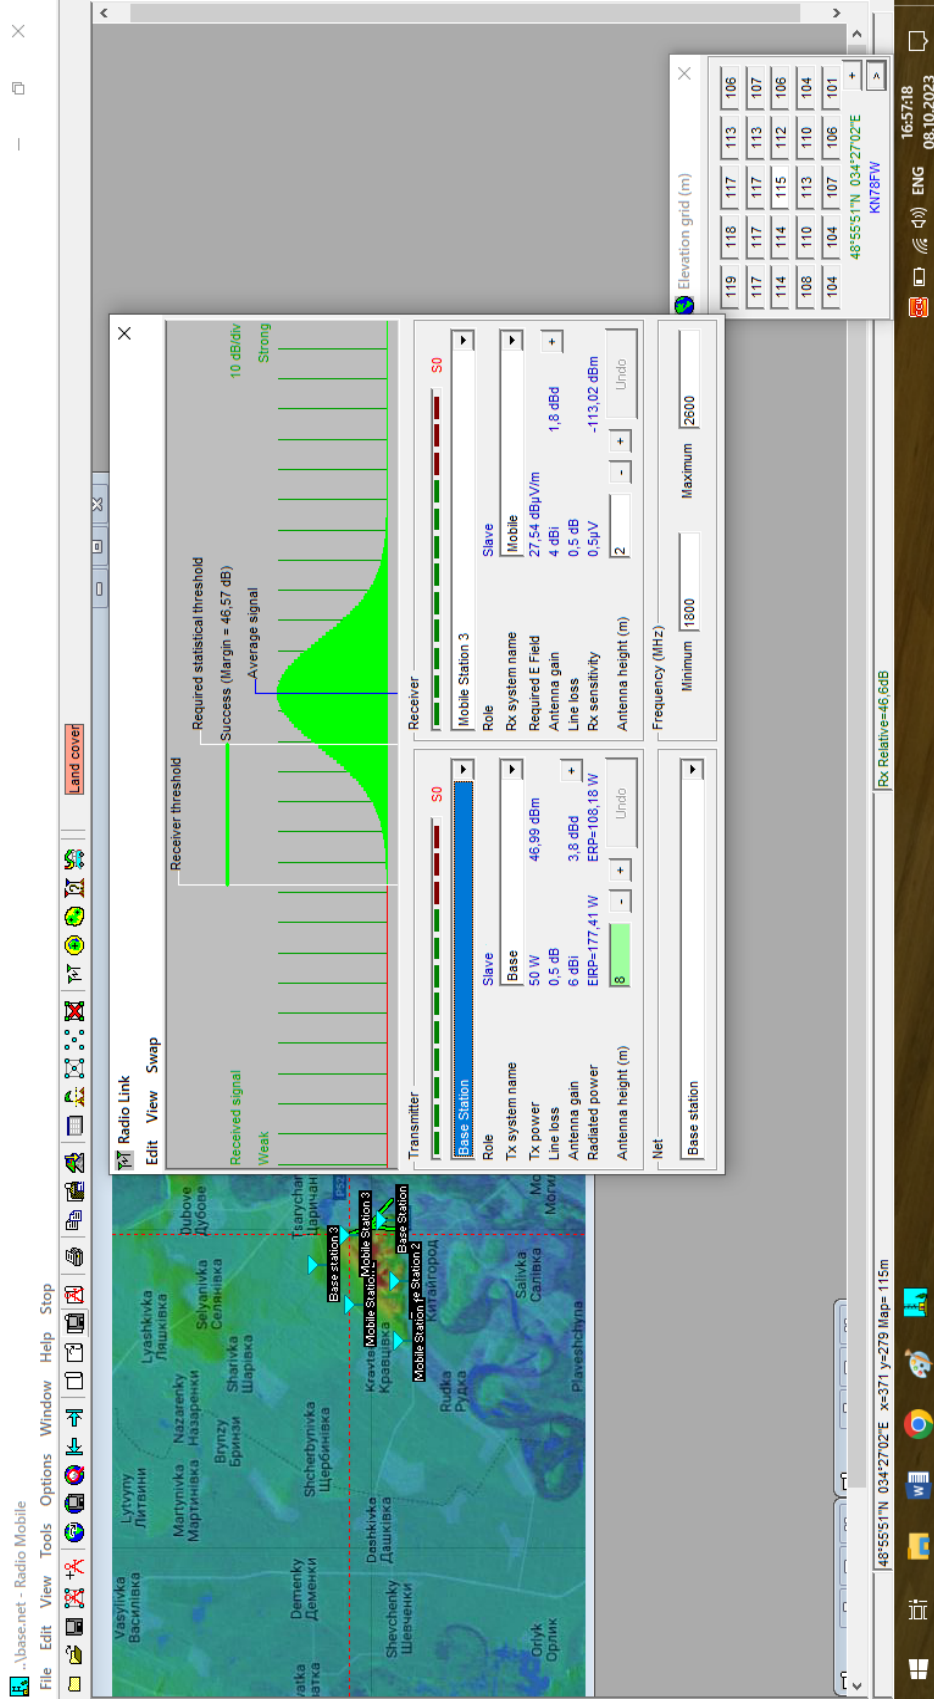 ..\base.net - Radio Mobile
File Edit View Tools Options Window Help Stop
Land cover
Vasylivka
Василівка
Lytvyny
Литвини
Lyashkivka
Ляшківка
Dubove
Дубове
Martynivka
Мартинівка
Nazarenky
Назаренки
Selyanivka
Селянівка
Brynzy
Бринзи
Sharivka
Шарівка
Demenky
Деменки
Shcherbynivka
Щербинівка
Base station 3
Mobile Station 3
Base Station
Mobile Station 1
Dashkivka
Дашківка
Кравцівка
Китайгород
Shevchenky
Шевченки
Rudka
Рудка
Salivka
Салівка
Orlyk
Орлик
Plaveshchyna
Radio Link
Edit View Swap
Received signal
Weak
10 dB/div
Strong
Receiver threshold
Required statistical threshold
Success (Margin = 46,57 dB)
Average signal
Transmitter
S0
Base Station
Role Slave
Tx system name Base
Tx power 50 W 46,99 dBm
Line loss 0,5 dB
Antenna gain 6 dBi 3,8 dBd +
Radiated power EIRP=177,41 W ERP=108,18 W
Antenna height (m) 8 - + Undo
Receiver
S0
Mobile Station 3
Role Slave
Rx system name Mobile
Required E Field 27,54 dBµV/m
Antenna gain 4 dBi 1,8 dBd +
Line loss 0,5 dB
Rx sensitivity 0,5µV -113,02 dBm
Antenna height (m) 2 - + Undo
Net
Base station
Frequency (MHz)
Minimum 1800 Maximum 2600
Elevation grid (m)
119 118 117 113 106
117 117 117 113 107
114 114 115 112 106
108 110 113 110 104
104 104 107 106 101
48°55'51"N 034°27'02"E +
KN78FW >
48°55'51"N 034°27'02"E x=371 y=279 Map= 115m
Rx Relative=46,6dB
ENG
16:57:18
08.10.2023